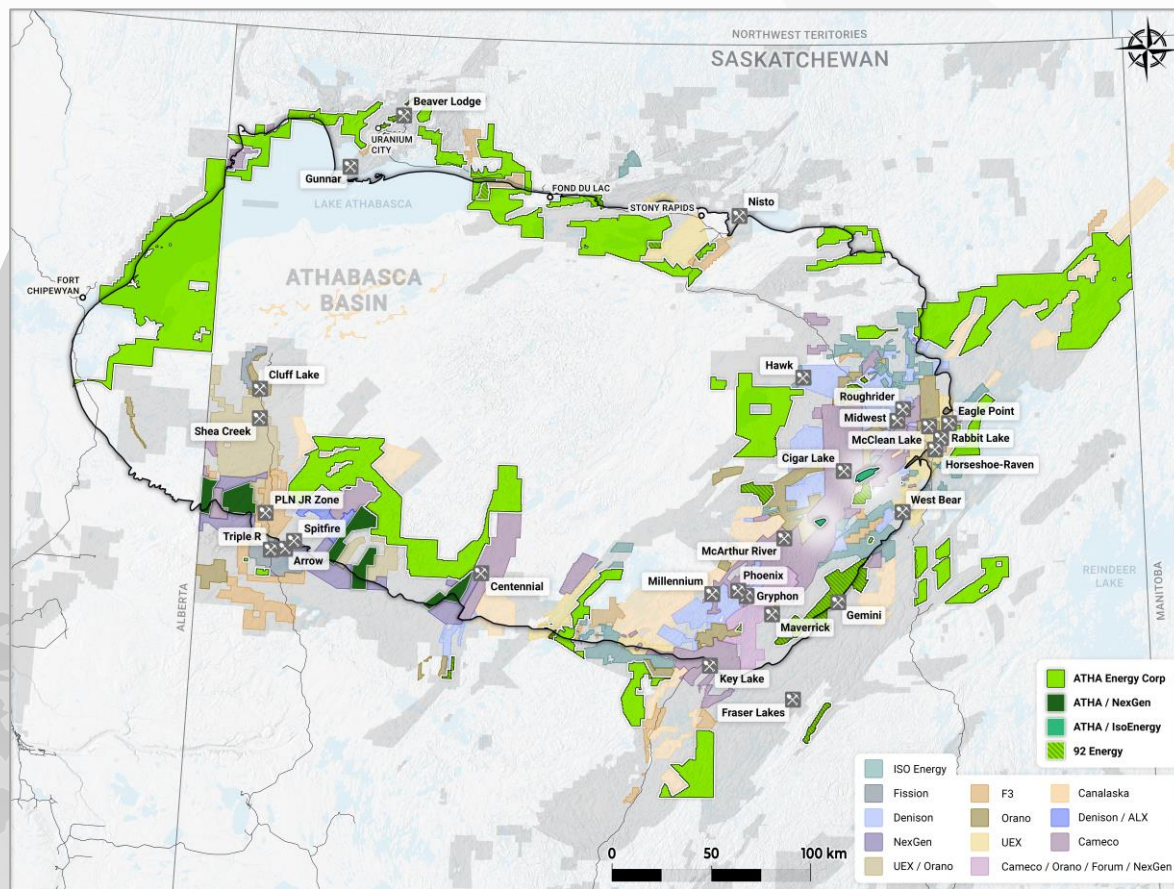 NORTHWEST TERITORIES
SASKATCHEWAN
Beaver Lodge
URANIUM
CITY
Gunnar
LAKE ATHABASCA
FOND DU LAC
STONY RAPIDS
Nisto
FORT
CHIPEWYAN
ATHABASCA
BASIN
Cluff Lake
Hawk
Roughrider
Eagle Point
Midwest
Shea Creek
McClean Lake
Rabbit Lake
Horseshoe-Raven
Cigar Lake
PLN JR Zone
West Bear
Spitfire
Triple R
Arrow
McArthur River
Centennial
Millennium
Phoenix
Gryphon
Gemini
Maverrick
REINDEER
LAKE
ALBERTA
MANITOBA
Key Lake
Fraser Lakes
ATHA Energy Corp
ATHA / NexGen
ATHA / IsoEnergy
92 Energy
ISO Energy
Fission
F3
Canalaska
Denison
Orano
Denison / ALX
NexGen
UEX
Cameco
UEX / Orano
Cameco / Orano / Forum / NexGen
0 50 100 km